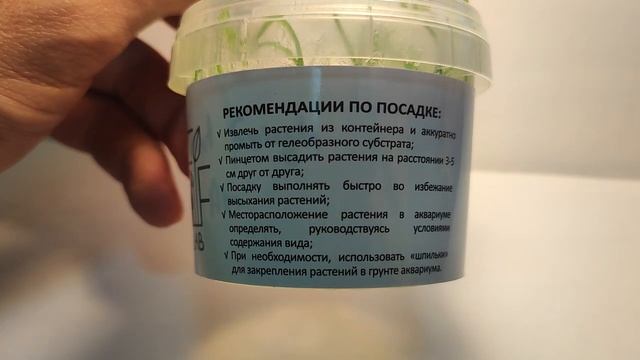 РЕКОМЕНДАЦИИ ПО ПОСАДКЕ:
√ Извлечь растения из контейнера и аккуратно
промыть от гелеобразного субстрата;
√ Пинцетом высадить растения на расстоянии 3-5
см друг от друга;
√ Посадку выполнять быстро во избежание
высыхания растений;
√ Месторасположение растения в аквариуме
определять, руководствуясь условиями
содержания вида;
√ При необходимости, использовать «шпильки»
для закрепления растений в грунте аквариума.